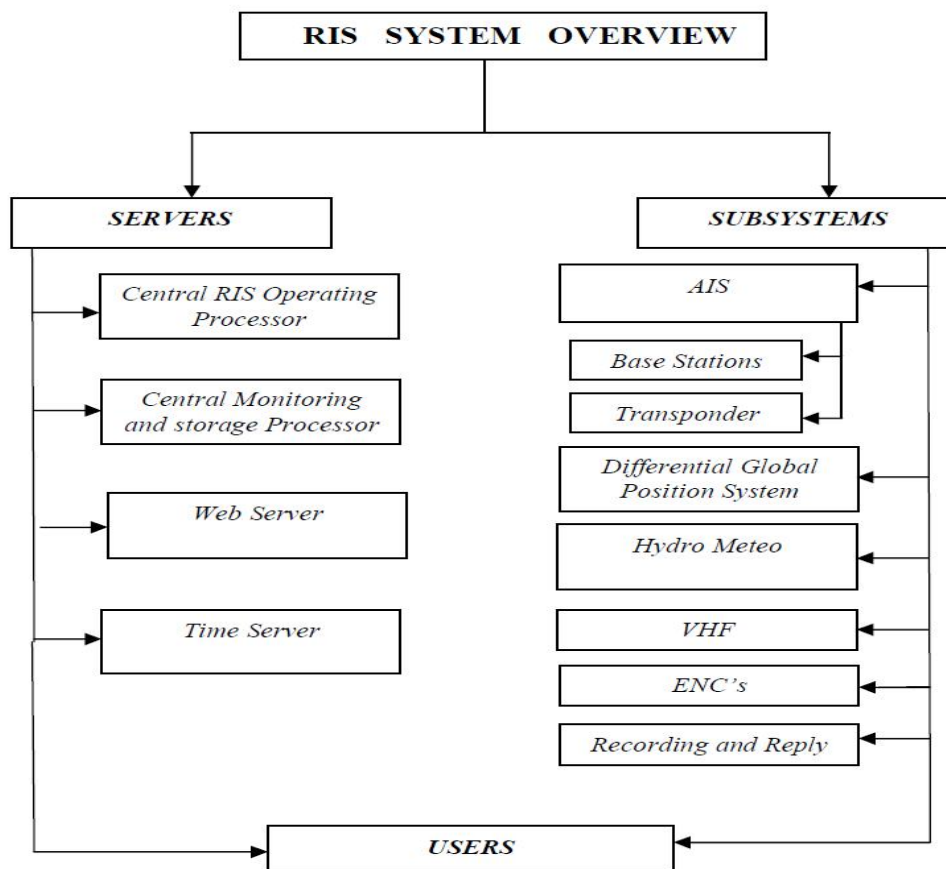 RIS SYSTEM OVERVIEW
SERVERS
Central RIS Operating
Processor
Central Monitoring
and storage Processor
Web Server
Time Server
SUBSYSTEMS
AIS
Base Stations
Transponder
Differential Global
Position System
Hydro Meteo
VHF
ENC's
Recording and Reply
USERS